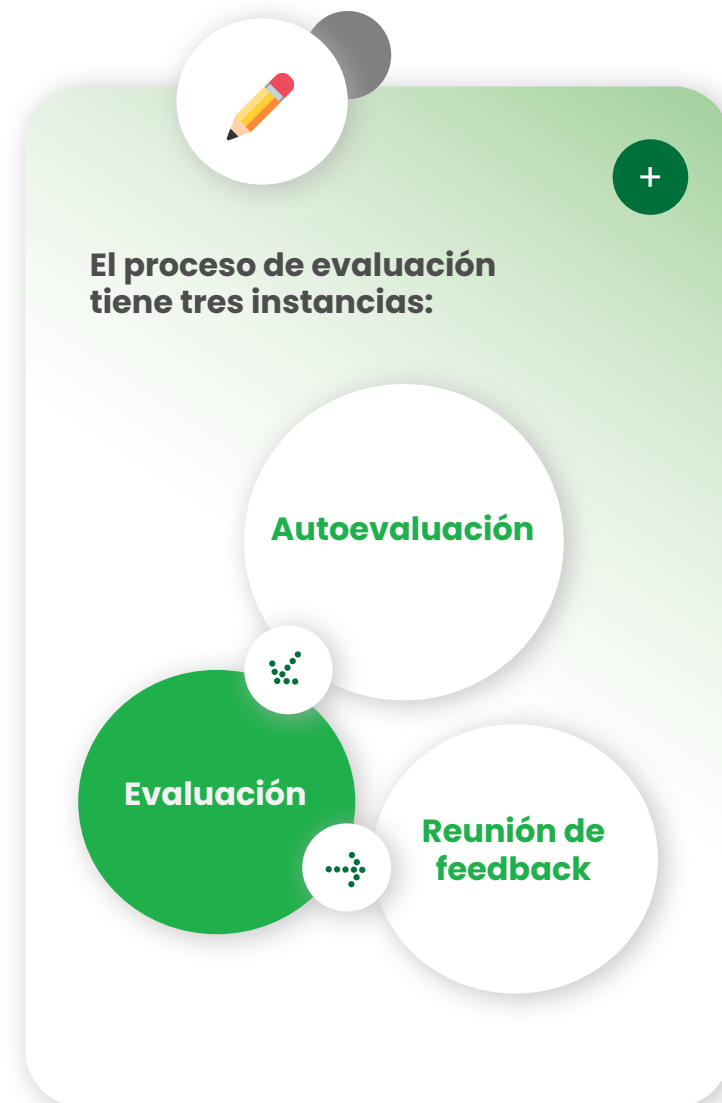 +
El proceso de evaluación
tiene tres instancias:
Autoevaluación
Evaluación
Reunión de
feedback